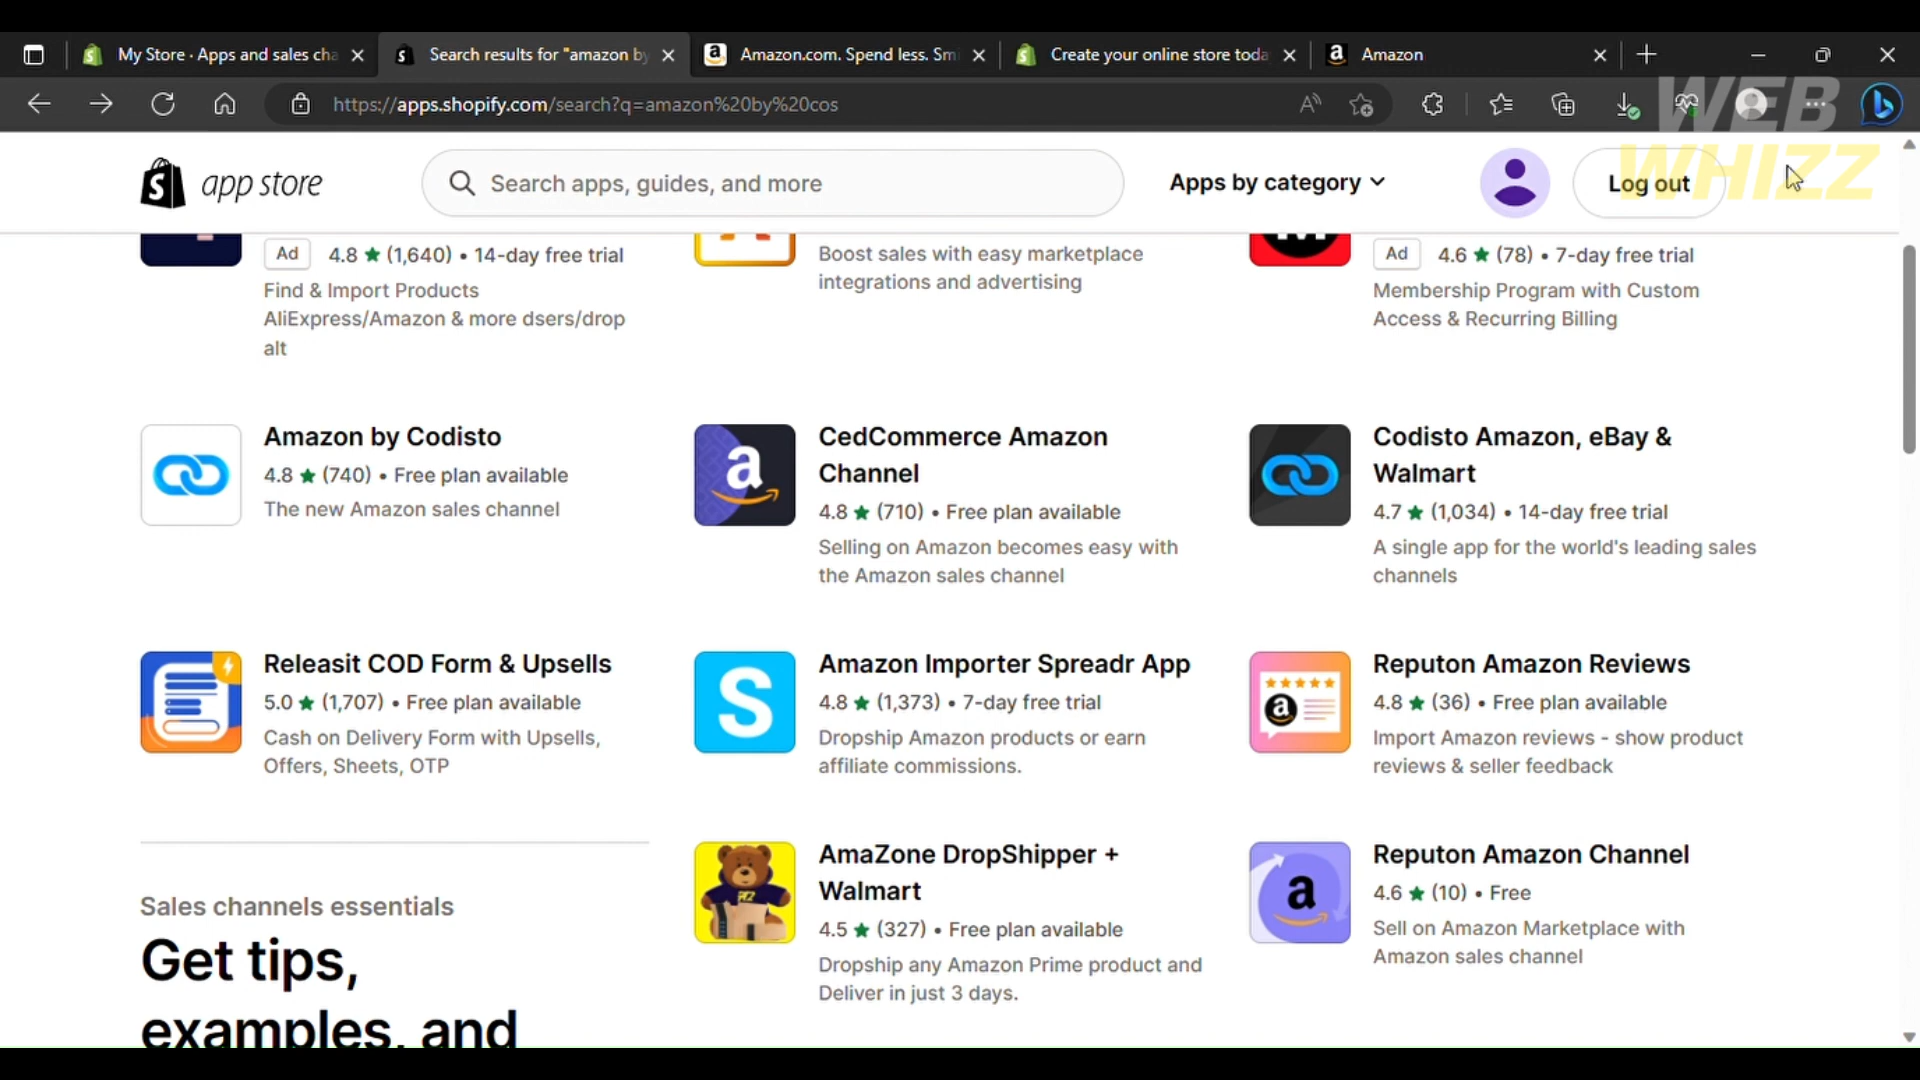 My Store · Apps and sales cha
Search results for "amazon by
Amazon.com. Spend less. Smi
Create your online store toda
Amazon
https://apps.shopify.com/search?q=amazon%20by%20cos
WEB
WHIZZ
app store
Search apps, guides, and more
Apps by category
Log out
Ad 4.8 ★ (1,640) • 14-day free trial
Find & Import Products
AliExpress/Amazon & more dsers/drop
alt
Boost sales with easy marketplace
integrations and advertising
Ad 4.6 ★ (78) • 7-day free trial
Membership Program with Custom
Access & Recurring Billing
Amazon by Codisto
4.8 ★ (740) • Free plan available
The new Amazon sales channel
CedCommerce Amazon
Channel
4.8 ★ (710) • Free plan available
Selling on Amazon becomes easy with
the Amazon sales channel
Codisto Amazon, eBay &
Walmart
4.7 ★ (1,034) • 14-day free trial
A single app for the world's leading sales
channels
Releasit COD Form & Upsells
5.0 ★ (1,707) • Free plan available
Cash on Delivery Form with Upsells,
Offers, Sheets, OTP
Amazon Importer Spreadr App
4.8 ★ (1,373) • 7-day free trial
Dropship Amazon products or earn
affiliate commissions.
Reputon Amazon Reviews
4.8 ★ (36) • Free plan available
Import Amazon reviews - show product
reviews & seller feedback
AmaZone DropShipper +
Walmart
4.5 ★ (327) • Free plan available
Dropship any Amazon Prime product and
Deliver in just 3 days.
Reputon Amazon Channel
4.6 ★ (10) • Free
Sell on Amazon Marketplace with
Amazon sales channel
Sales channels essentials
Get tips,
examples, and